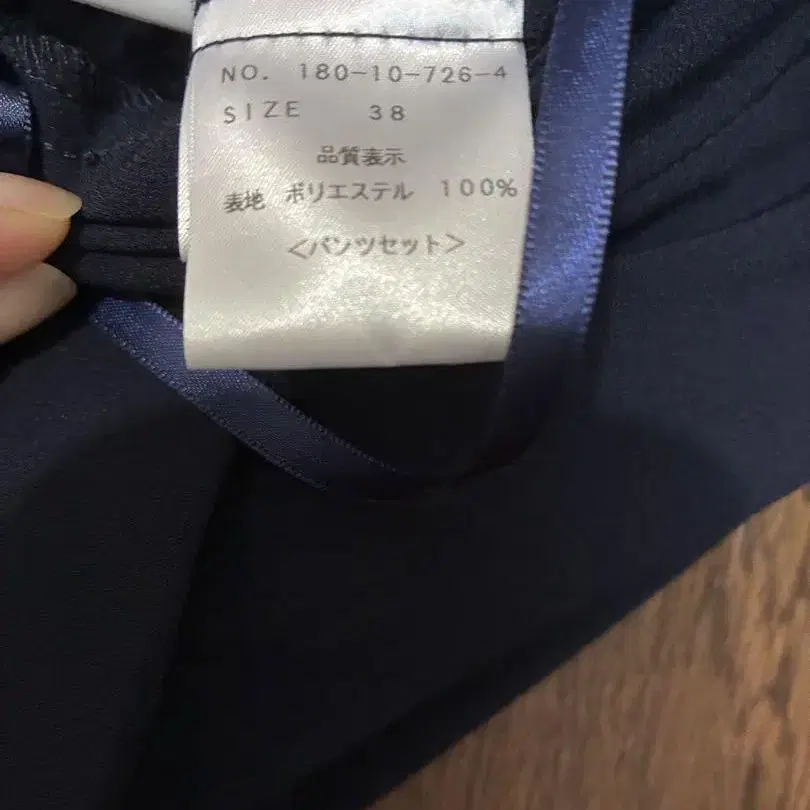 NO. 180-10-726-4
SIZE 38
品質表示
表地 ポリエステル 100%
<パンツセット>